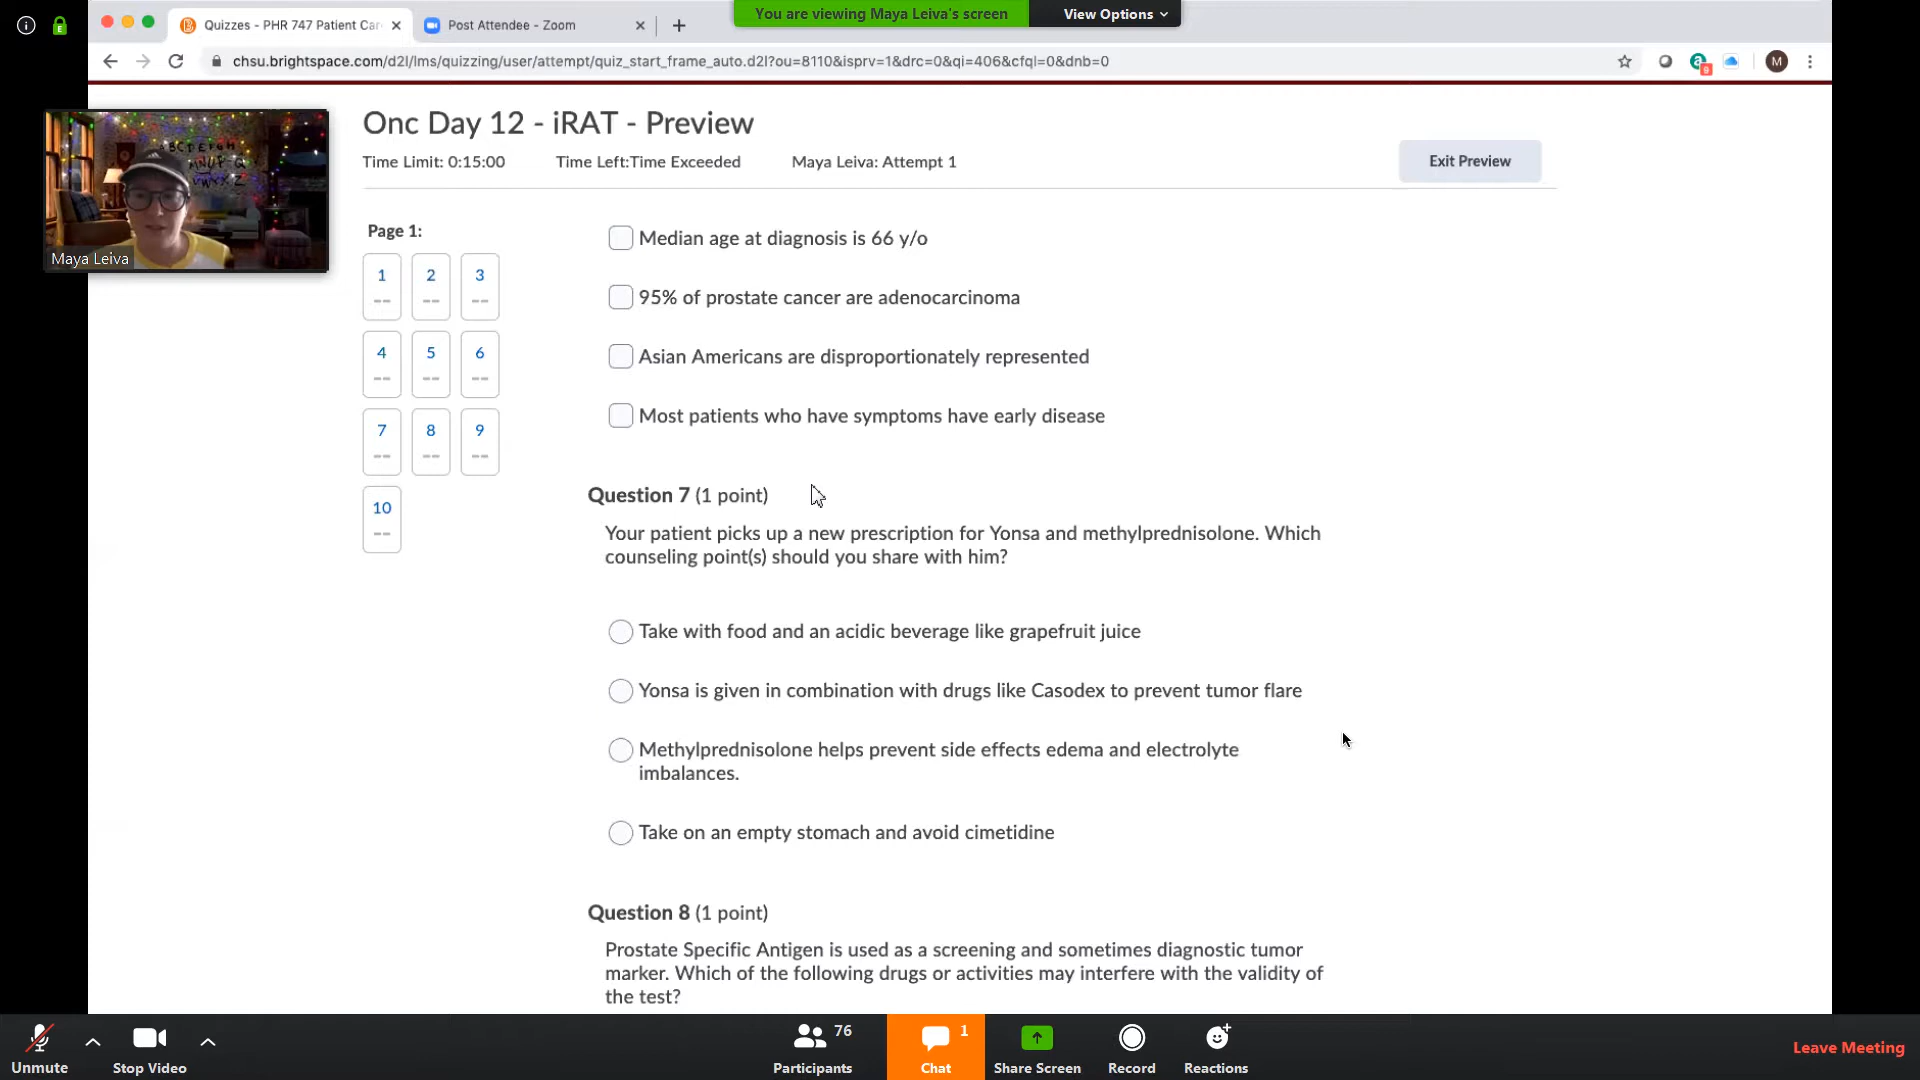 Quizzes - PHR 747 Patient Car
Post Attendee - Zoom
You are viewing Maya Leiva's screen
View Options
chsu.brightspace.com/d2l/lms/quizzing/user/attempt/quiz_start_frame_auto.d2l?ou=8110&isprv=1&drc=0&qi=406&cfql=0&dnb=0
M
Onc Day 12 - iRAT - Preview
Time Limit: 0:15:00
Time Left:Time Exceeded
Maya Leiva: Attempt 1
Exit Preview
Maya Leiva
Page 1:
1 2 3
-- -- --
4 5 6
-- -- --
7 8 9
-- -- --
10
--
Median age at diagnosis is 66 y/o
95% of prostate cancer are adenocarcinoma
Asian Americans are disproportionately represented
Most patients who have symptoms have early disease
Question 7 (1 point)
Your patient picks up a new prescription for Yonsa and methylprednisolone. Which
counseling point(s) should you share with him?
Take with food and an acidic beverage like grapefruit juice
Yonsa is given in combination with drugs like Casodex to prevent tumor flare
Methylprednisolone helps prevent side effects edema and electrolyte
imbalances.
Take on an empty stomach and avoid cimetidine
Question 8 (1 point)
Prostate Specific Antigen is used as a screening and sometimes diagnostic tumor
marker. Which of the following drugs or activities may interfere with the validity of
the test?
Unmute
Stop Video
76
Participants
1
Chat
Share Screen
Record
Reactions
Leave Meeting